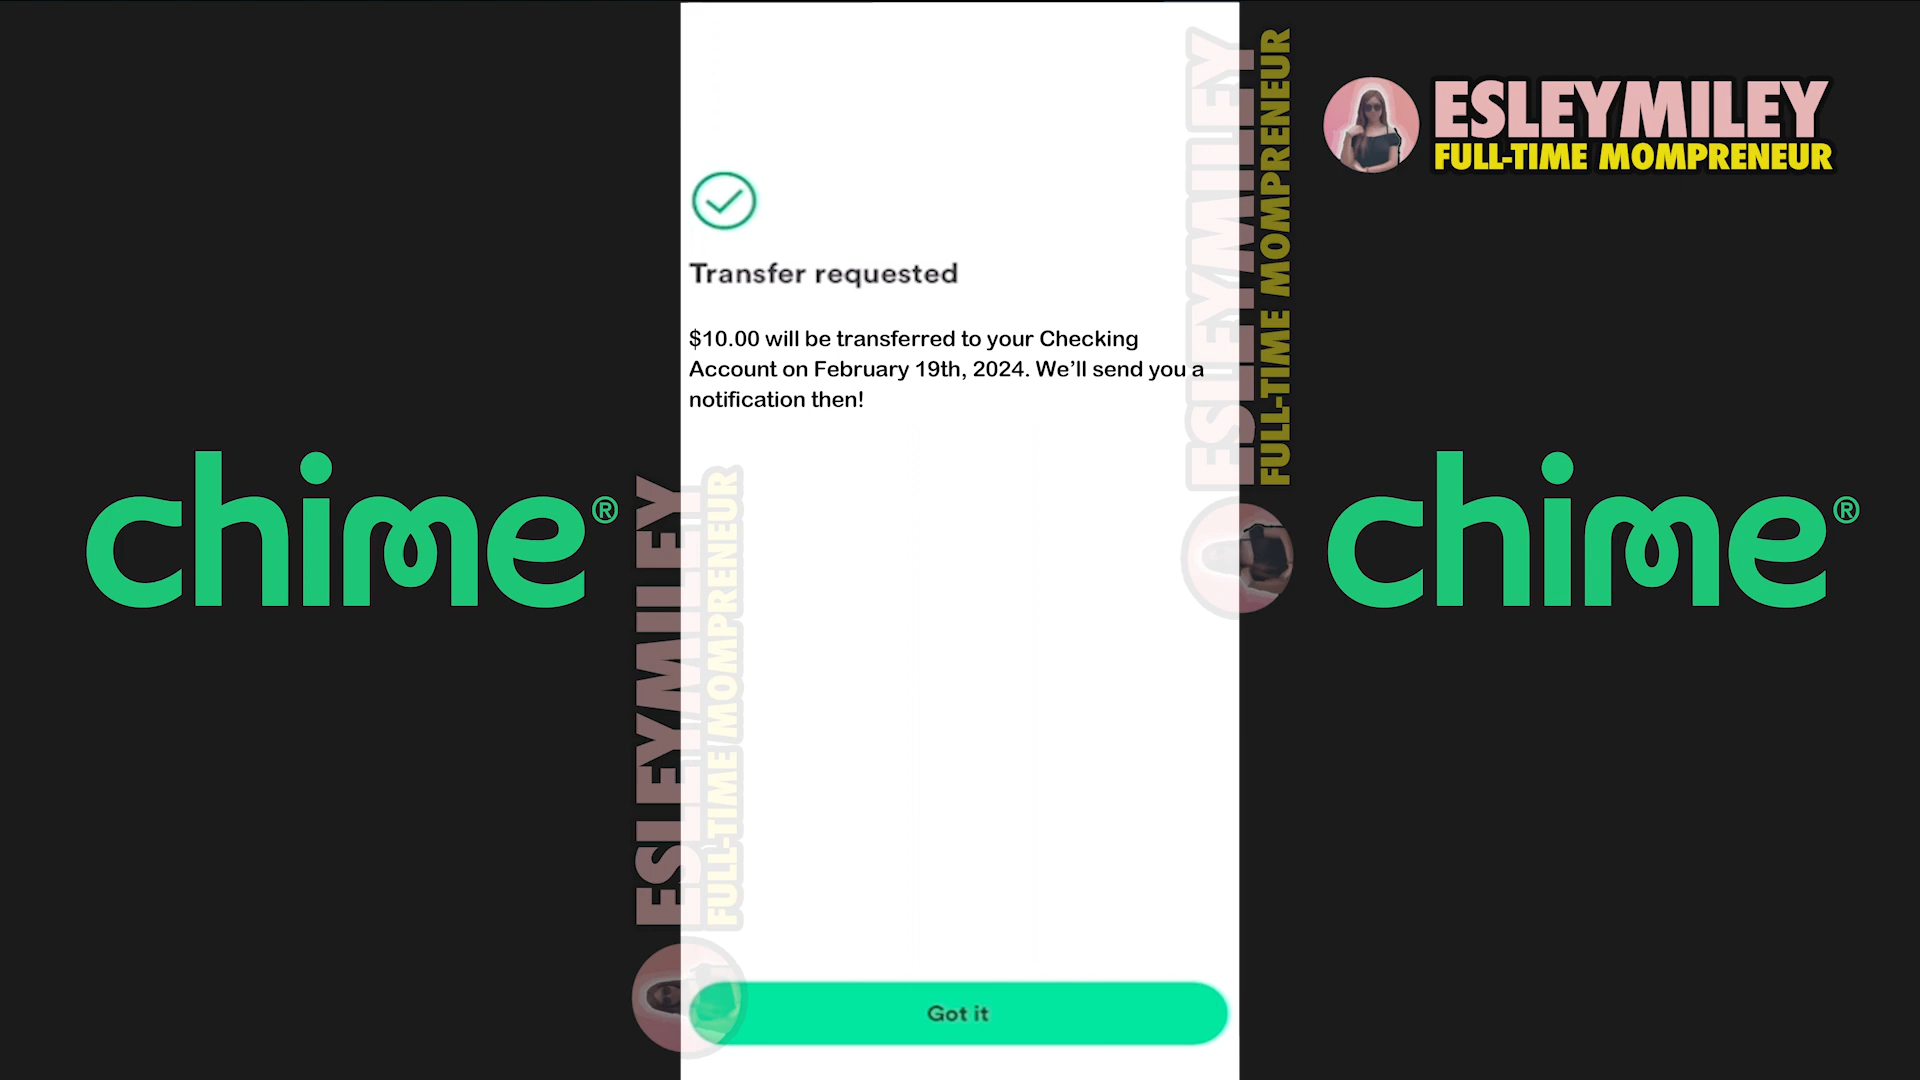 ESLEYMILEY
FULL-TIME MOMPRENEUR
Transfer requested
$10.00 will be transferred to your Checking
Account on February 19th, 2024. We’ll send you a
notification then!
chime®
chime®
ESLEYMILEY
FULL-TIME MOMPRENEUR
ESLEYMILEY
FULL-TIME MOMPRENEUR
Got it